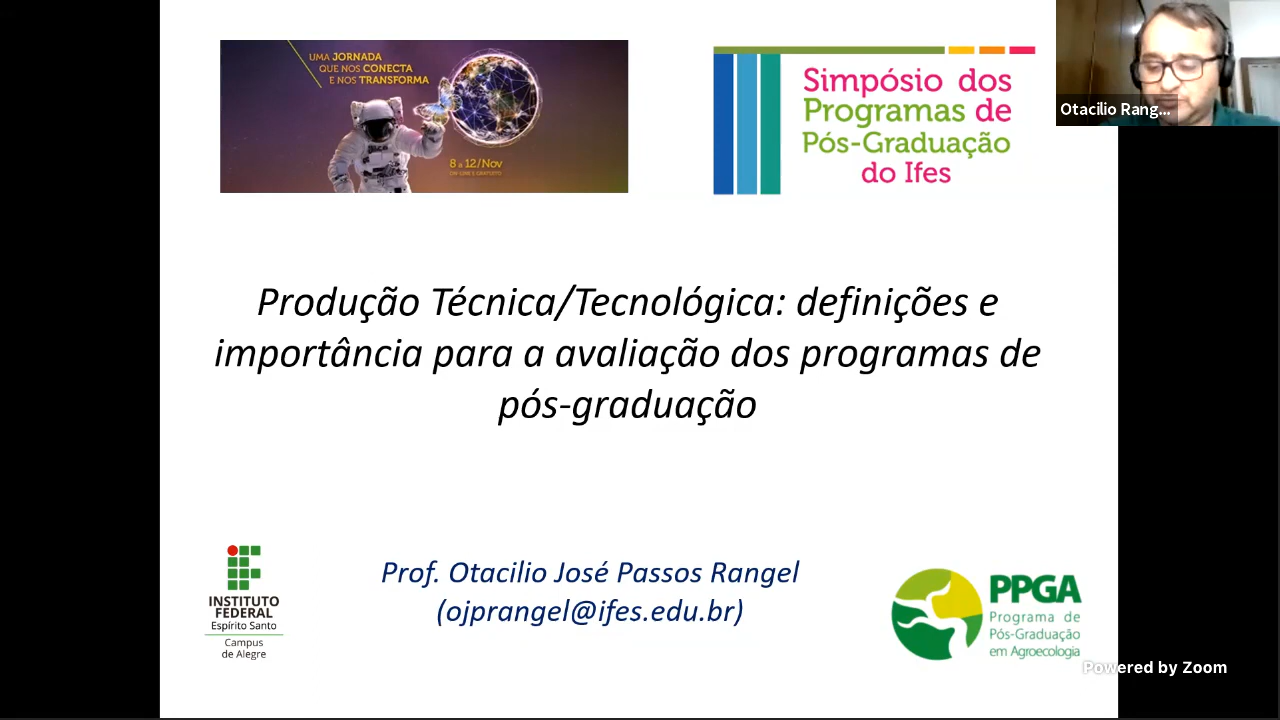 UMA JORNADA
QUE NOS CONECTA
E NOS TRANSFORMA
8 a 12/Nov
ON-LINE E GRATUITO
Simpósio dos
Programas de
Pós-Graduação
do Ifes
Otacilio Rang...
Produção Técnica/Tecnológica: definições e
importância para a avaliação dos programas de
pós-graduação
Prof. Otacilio José Passos Rangel
(ojprangel@ifes.edu.br)
INSTITUTO
FEDERAL
Espírito Santo
Campus
de Alegre
PPGA
Programa de
Pós-Graduação
em Agroecologia
Powered by Zoom